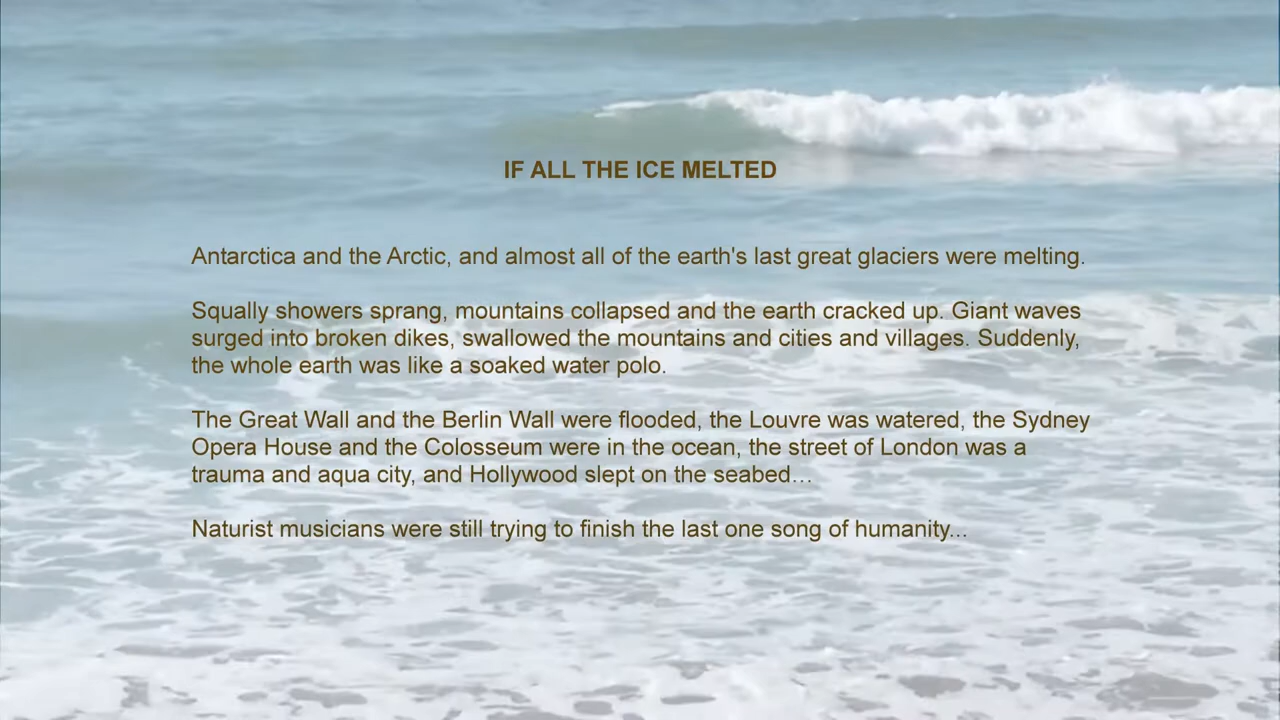 IF ALL THE ICE MELTED
Antarctica and the Arctic, and almost all of the earth's last great glaciers were melting.
Squally showers sprang, mountains collapsed and the earth cracked up. Giant waves
surged into broken dikes, swallowed the mountains and cities and villages. Suddenly,
the whole earth was like a soaked water polo.
The Great Wall and the Berlin Wall were flooded, the Louvre was watered, the Sydney
Opera House and the Colosseum were in the ocean, the street of London was a
trauma and aqua city, and Hollywood slept on the seabed…
Naturist musicians were still trying to finish the last one song of humanity...